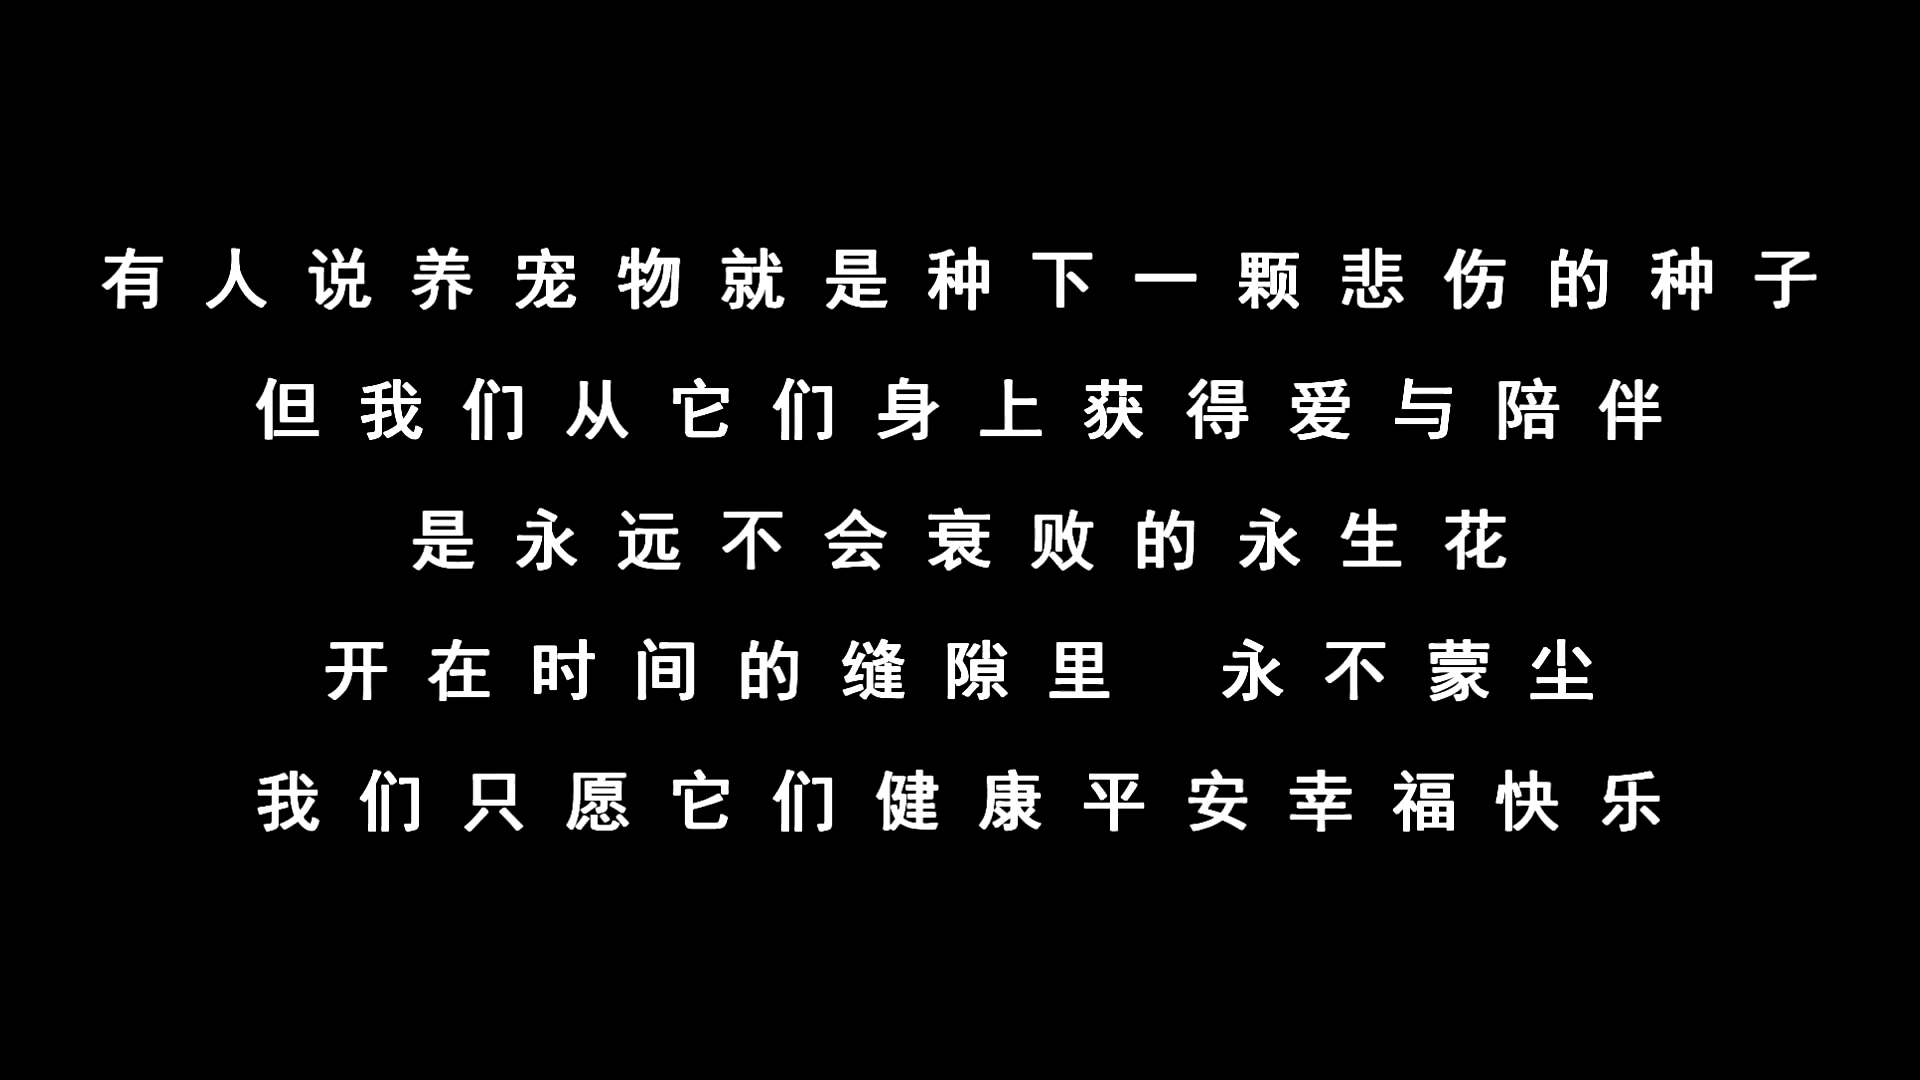 有人说养宠物就是种下一颗悲伤的种子
但我们从它们身上获得爱与陪伴
是永远不会衰败的永生花
开在时间的缝隙里 永不蒙尘
我们只愿它们健康平安幸福快乐